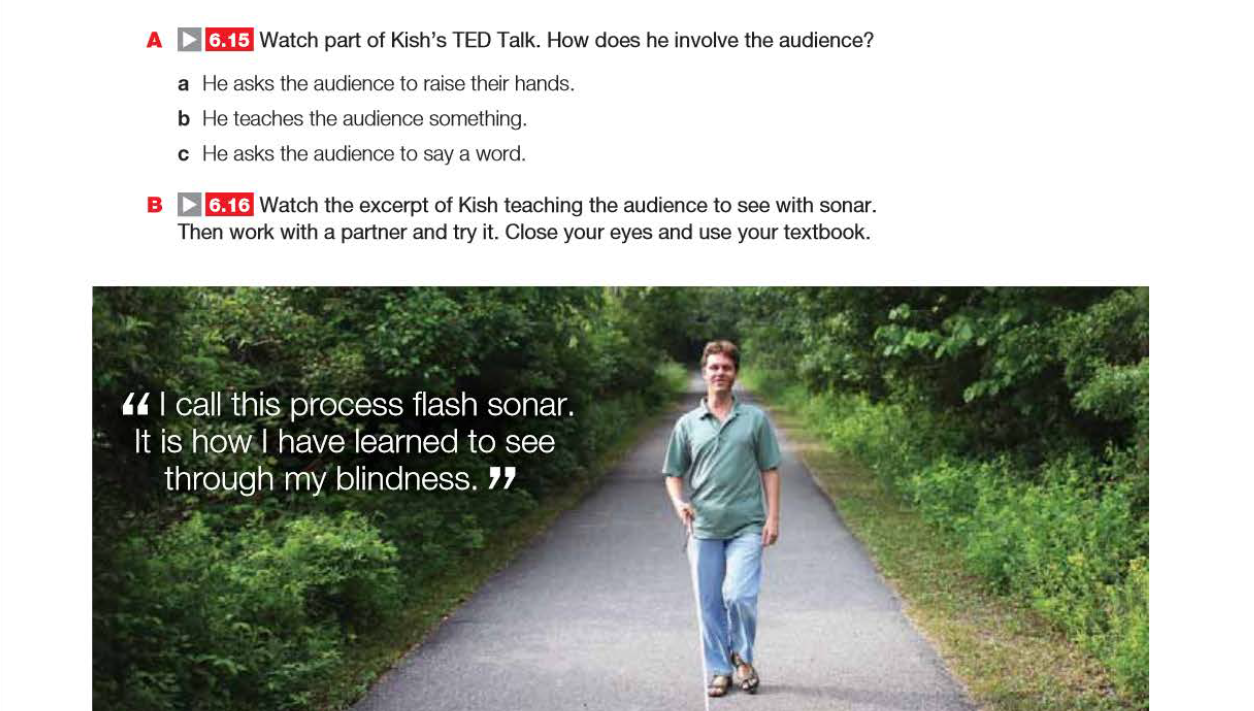 A 6.15 Watch part of Kish’s TED Talk. How does he involve the audience?
a He asks the audience to raise their hands.
b He teaches the audience something.
c He asks the audience to say a word.
B 6.16 Watch the excerpt of Kish teaching the audience to see with sonar.
Then work with a partner and try it. Close your eyes and use your textbook.
“ I call this process flash sonar.
It is how I have learned to see
through my blindness. ”